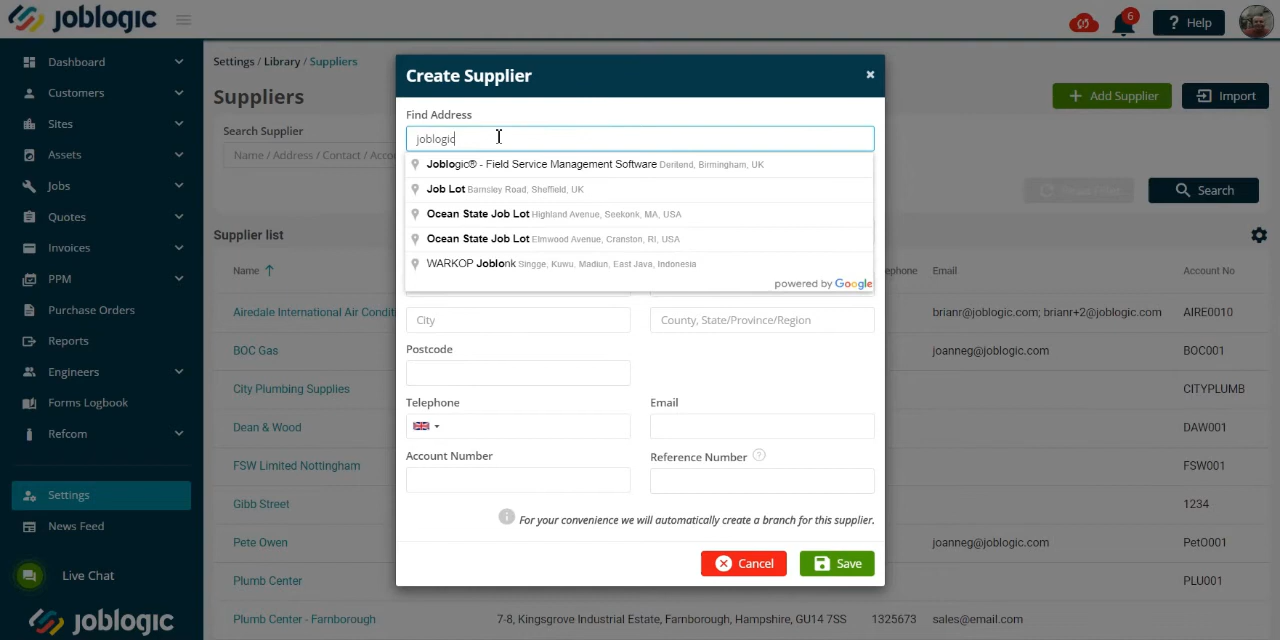 joblogic
6
? Help
Dashboard
Customers
Sites
Assets
Jobs
Quotes
Invoices
PPM
Purchase Orders
Reports
Engineers
Forms Logbook
Refcom
Settings
News Feed
Live Chat
joblogic
Settings / Library / Suppliers
Suppliers
+ Add Supplier
Import
Search Supplier
Name / Address / Contact / Acco
Search
Supplier list
Name
ephone
Email
Account No
Airedale International Air Conditi
brianr@joblogic.com; brianr+2@joblogic.com
AIRE0010
BOC Gas
joanneg@joblogic.com
BOC001
City Plumbing Supplies
CITYPLUMB
Dean & Wood
DAW001
FSW Limited Nottingham
FSW001
Gibb Street
1234
Pete Owen
joanneg@joblogic.com
PetO001
Plumb Center
PLU001
Plumb Center - Farnborough
7-8, Kingsgrove Industrial Estate, Farnborough, Hampshire, GU14 7SS
1325673
sales@email.com
Create Supplier
×
Find Address
joblogic
Joblogic® - Field Service Management Software Deritend, Birmingham, UK
Job Lot Barnsley Road, Sheffield, UK
Ocean State Job Lot Highland Avenue, Seekonk, MA, USA
Ocean State Job Lot Elmwood Avenue, Cranston, RI, USA
WARKOP Joblonk Singge, Kuwu, Madiun, East Java, Indonesia
powered by Google
City
County, State/Province/Region
Postcode
Telephone
Email
Account Number
Reference Number ?
For your convenience we will automatically create a branch for this supplier.
Cancel
Save